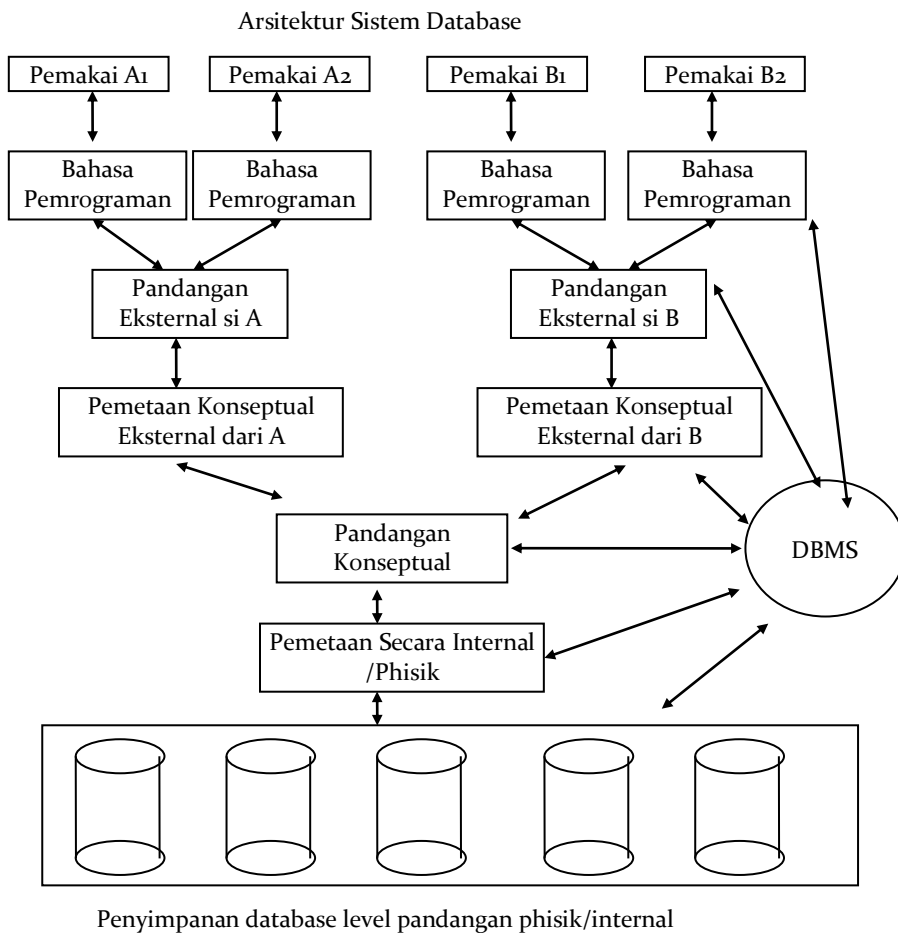 Arsitektur Sistem Database
Pemakai A1
Pemakai A2
Pemakai B1
Pemakai B2
Bahasa
Pemrograman
Bahasa
Pemrograman
Bahasa
Pemrograman
Bahasa
Pemrograman
Pandangan
Eksternal si A
Pandangan
Eksternal si B
Pemetaan Konseptual
Eksternal dari A
Pemetaan Konseptual
Eksternal dari B
Pandangan
Konseptual
DBMS
Pemetaan Secara Internal
/Phisik
Penyimpanan database level pandangan phisik/internal